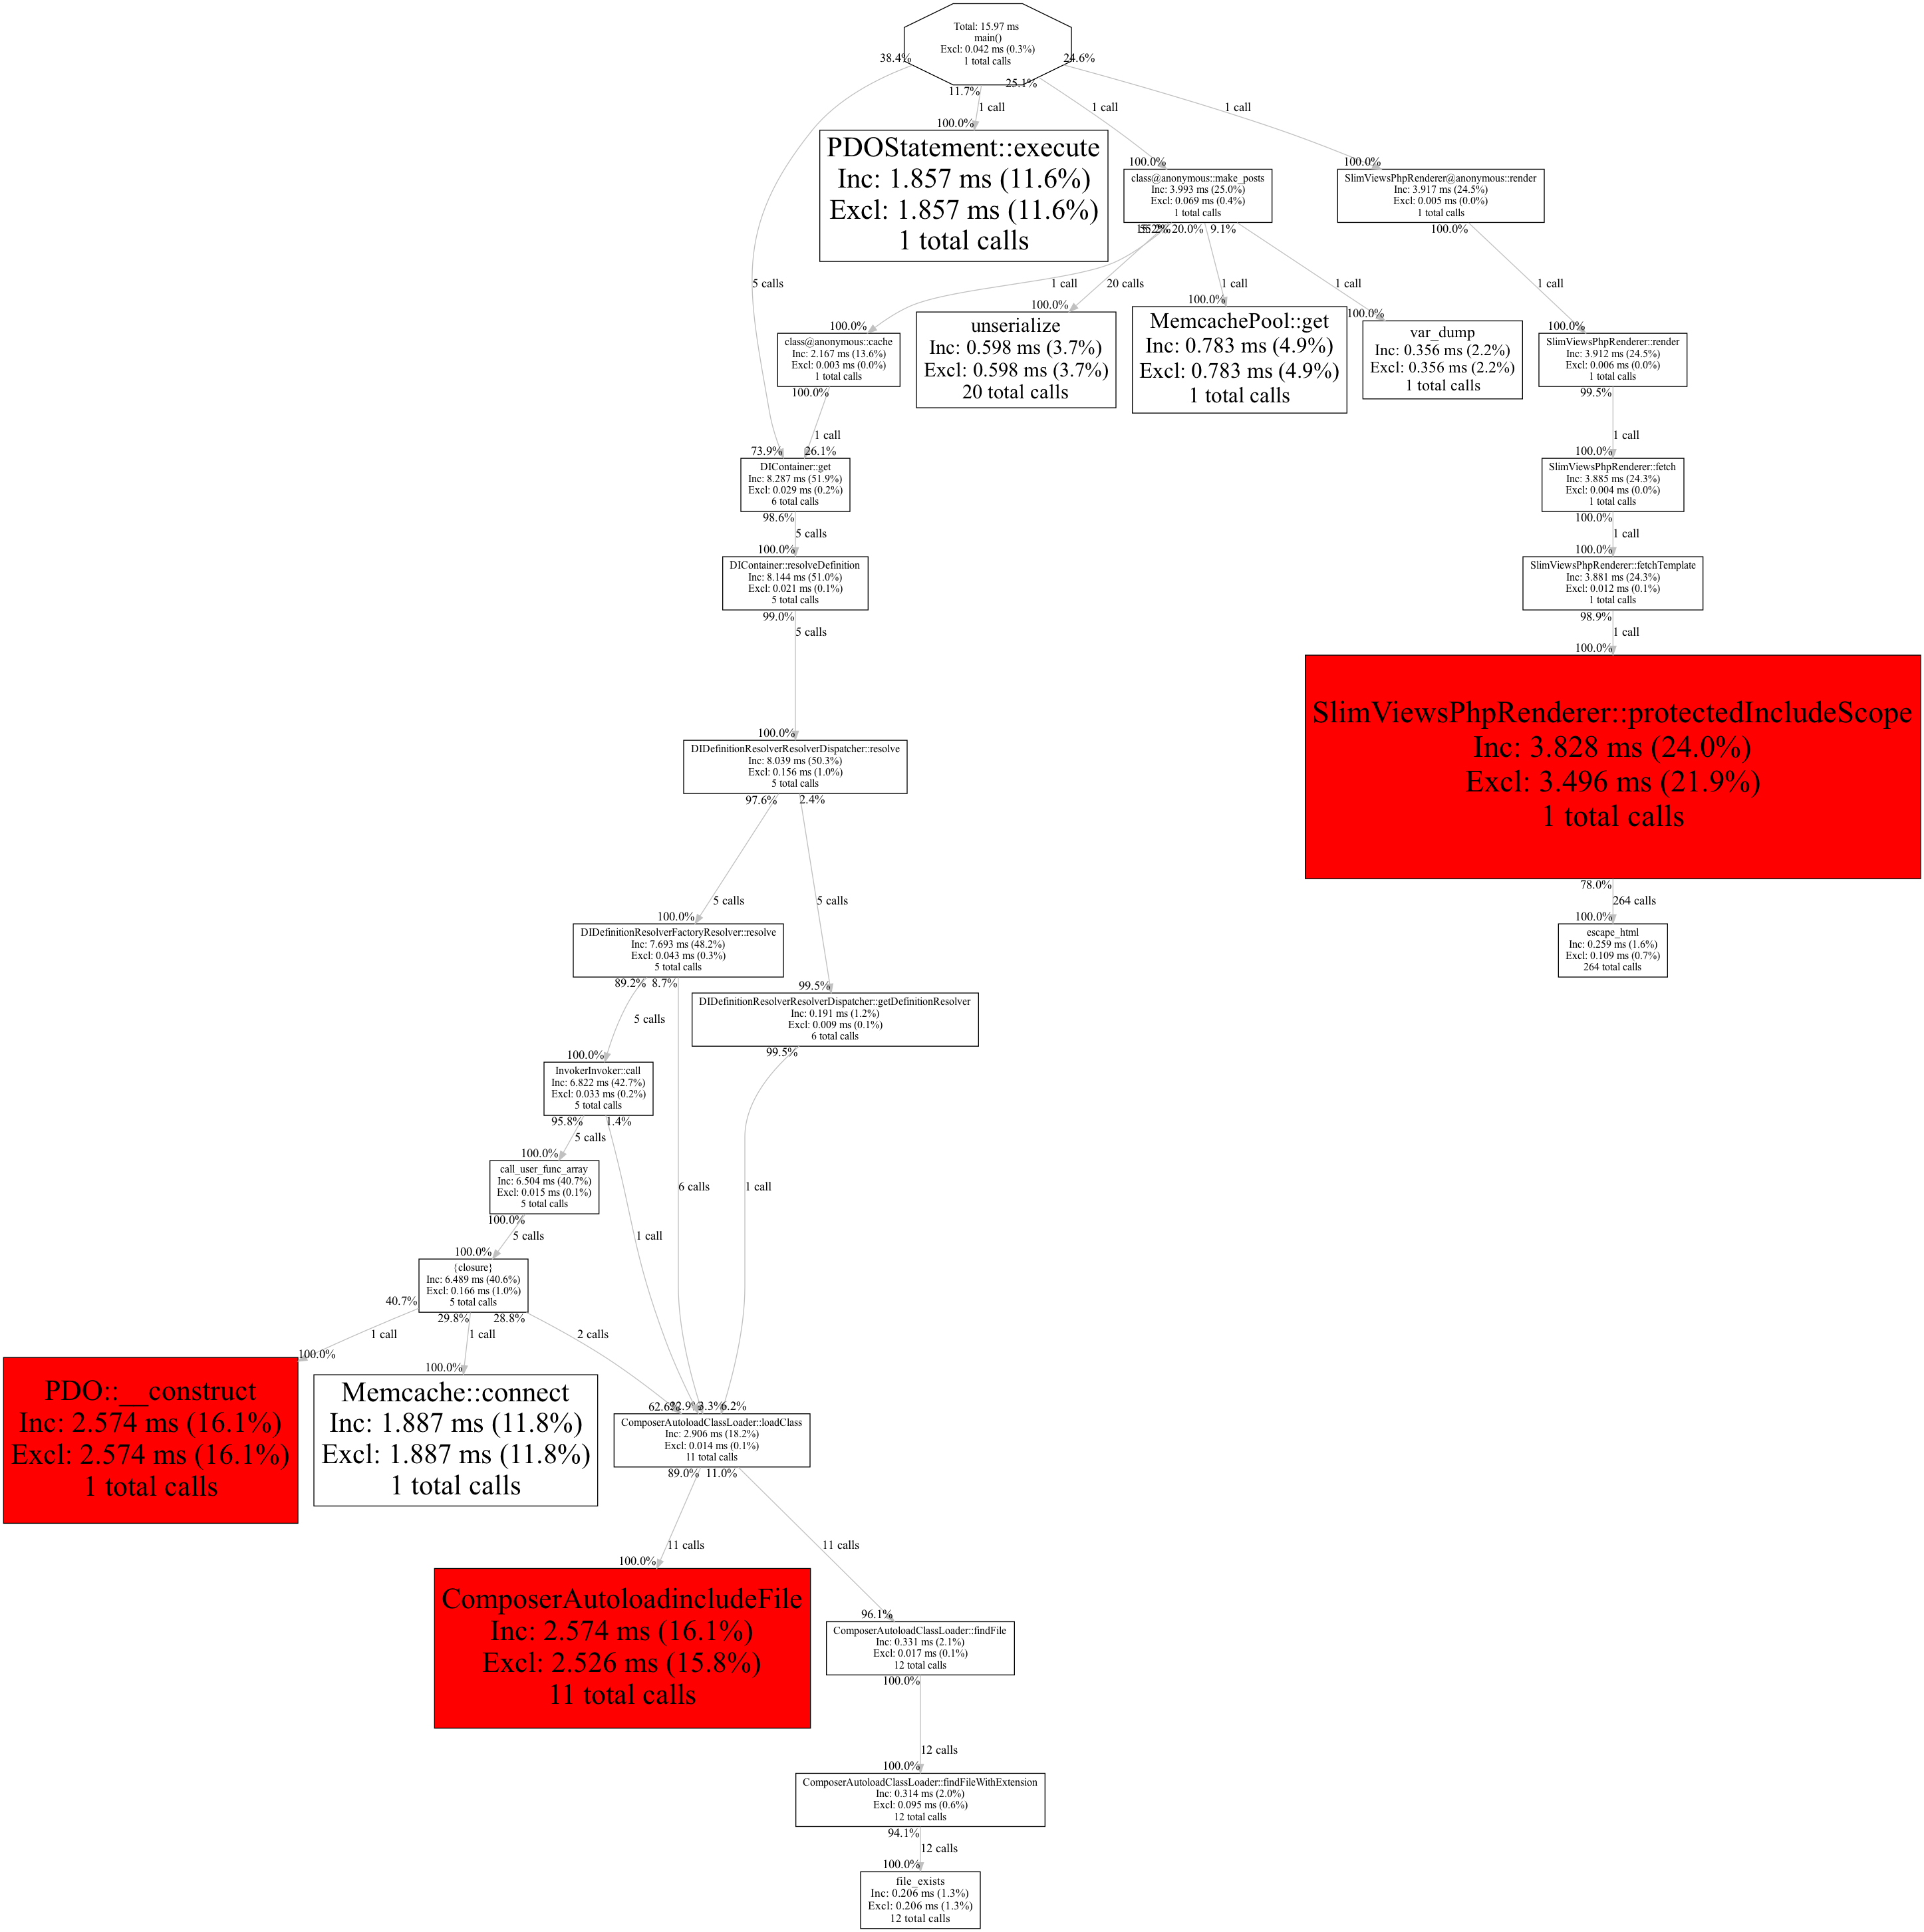 Total: 15.97 ms
main()
Excl: 0.042 ms (0.3%)
1 total calls
38.4%
24.6%
11.7%
25.1%
1 call
1 call
1 call
100.0%
PDOStatement::execute
Inc: 1.857 ms (11.6%)
Excl: 1.857 ms (11.6%)
1 total calls
100.0%
class@anonymous::make_posts
Inc: 3.993 ms (25.0%)
Excl: 0.069 ms (0.4%)
1 total calls
100.0%
SlimViewsPhpRenderer@anonymous::render
Inc: 3.917 ms (24.5%)
Excl: 0.005 ms (0.0%)
1 total calls
20.0%
9.1%
100.0%
5 calls
1 call
20 calls
1 call
1 call
1 call
100.0%
class@anonymous::cache
Inc: 2.167 ms (13.6%)
Excl: 0.003 ms (0.0%)
1 total calls
100.0%
100.0%
unserialize
Inc: 0.598 ms (3.7%)
Excl: 0.598 ms (3.7%)
20 total calls
100.0%
MemcachePool::get
Inc: 0.783 ms (4.9%)
Excl: 0.783 ms (4.9%)
1 total calls
100.0%
var_dump
Inc: 0.356 ms (2.2%)
Excl: 0.356 ms (2.2%)
1 total calls
100.0%
SlimViewsPhpRenderer::render
Inc: 3.912 ms (24.5%)
Excl: 0.006 ms (0.0%)
1 total calls
99.5%
1 call
1 call
73.9%
26.1%
DIContainer::get
Inc: 8.287 ms (51.9%)
Excl: 0.029 ms (0.2%)
6 total calls
98.6%
100.0%
SlimViewsPhpRenderer::fetch
Inc: 3.885 ms (24.3%)
Excl: 0.004 ms (0.0%)
1 total calls
100.0%
5 calls
1 call
100.0%
DIContainer::resolveDefinition
Inc: 8.144 ms (51.0%)
Excl: 0.021 ms (0.1%)
5 total calls
99.0%
100.0%
SlimViewsPhpRenderer::fetchTemplate
Inc: 3.881 ms (24.3%)
Excl: 0.012 ms (0.1%)
1 total calls
98.9%
5 calls
1 call
100.0%
SlimViewsPhpRenderer::protectedIncludeScope
Inc: 3.828 ms (24.0%)
Excl: 3.496 ms (21.9%)
1 total calls
78.0%
100.0%
DIDefinitionResolverResolverDispatcher::resolve
Inc: 8.039 ms (50.3%)
Excl: 0.156 ms (1.0%)
5 total calls
97.6%
2.4%
5 calls
5 calls
264 calls
100.0%
escape_html
Inc: 0.259 ms (1.6%)
Excl: 0.109 ms (0.7%)
264 total calls
100.0%
DIDefinitionResolverFactoryResolver::resolve
Inc: 7.693 ms (48.2%)
Excl: 0.043 ms (0.3%)
5 total calls
89.2%
8.7%
99.5%
DIDefinitionResolverResolverDispatcher::getDefinitionResolver
Inc: 0.191 ms (1.2%)
Excl: 0.009 ms (0.1%)
6 total calls
99.5%
5 calls
100.0%
InvokerInvoker::call
Inc: 6.822 ms (42.7%)
Excl: 0.033 ms (0.2%)
5 total calls
95.8%
1.4%
5 calls
100.0%
call_user_func_array
Inc: 6.504 ms (40.7%)
Excl: 0.015 ms (0.1%)
5 total calls
100.0%
6 calls
1 call
5 calls
1 call
100.0%
{closure}
Inc: 6.489 ms (40.6%)
Excl: 0.166 ms (1.0%)
5 total calls
40.7%
29.8%
28.8%
1 call
1 call
2 calls
100.0%
PDO::__construct
Inc: 2.574 ms (16.1%)
Excl: 2.574 ms (16.1%)
1 total calls
100.0%
Memcache::connect
Inc: 1.887 ms (11.8%)
Excl: 1.887 ms (11.8%)
1 total calls
6.2%
ComposerAutoloadClassLoader::loadClass
Inc: 2.906 ms (18.2%)
Excl: 0.014 ms (0.1%)
11 total calls
89.0%
11.0%
11 calls
11 calls
100.0%
ComposerAutoloadincludeFile
Inc: 2.574 ms (16.1%)
Excl: 2.526 ms (15.8%)
11 total calls
96.1%
ComposerAutoloadClassLoader::findFile
Inc: 0.331 ms (2.1%)
Excl: 0.017 ms (0.1%)
12 total calls
100.0%
12 calls
100.0%
ComposerAutoloadClassLoader::findFileWithExtension
Inc: 0.314 ms (2.0%)
Excl: 0.095 ms (0.6%)
12 total calls
94.1%
12 calls
100.0%
file_exists
Inc: 0.206 ms (1.3%)
Excl: 0.206 ms (1.3%)
12 total calls